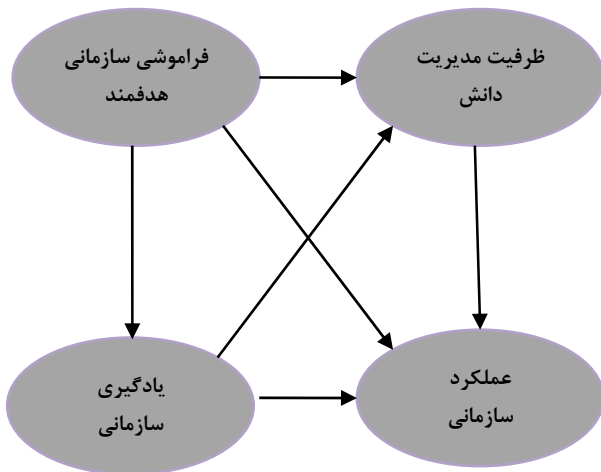 فراموشی سازمانی
هدفمند
ظرفیت مدیریت
دانش
یادگیری
سازمانی
عملکرد
سازمانی